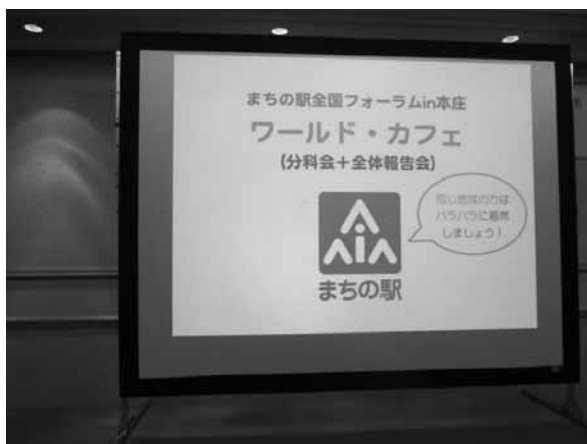 まちの駅全国フォーラムin本庄
ワールド・カフェ
(分科会+全体報告会)
同じ地域の方は
バラバラに着席
しましょう!
まちの駅